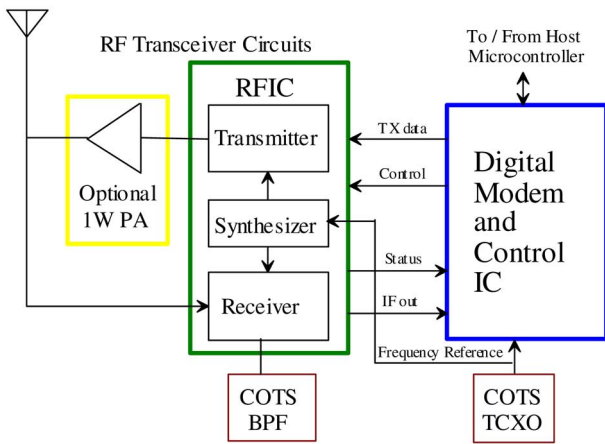 To / From Host
Microcontroller
RF Transceiver Circuits
RFIC
Transmitter
Optional
1W PA
Synthesizer
Receiver
TX data
Control
Status
IF out
Frequency Reference
Digital
Modem
and
Control
IC
COTS
BPF
COTS
TCXO